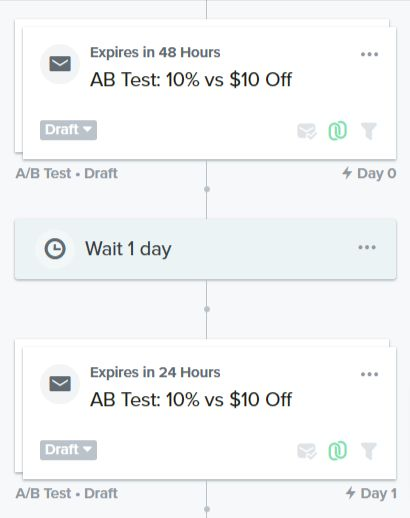 Expires in 48 Hours
AB Test: 10% vs $10 Off
Draft
A/B Test • Draft
Day 0
Wait 1 day
Expires in 24 Hours
AB Test: 10% vs $10 Off
Draft
A/B Test • Draft
Day 1